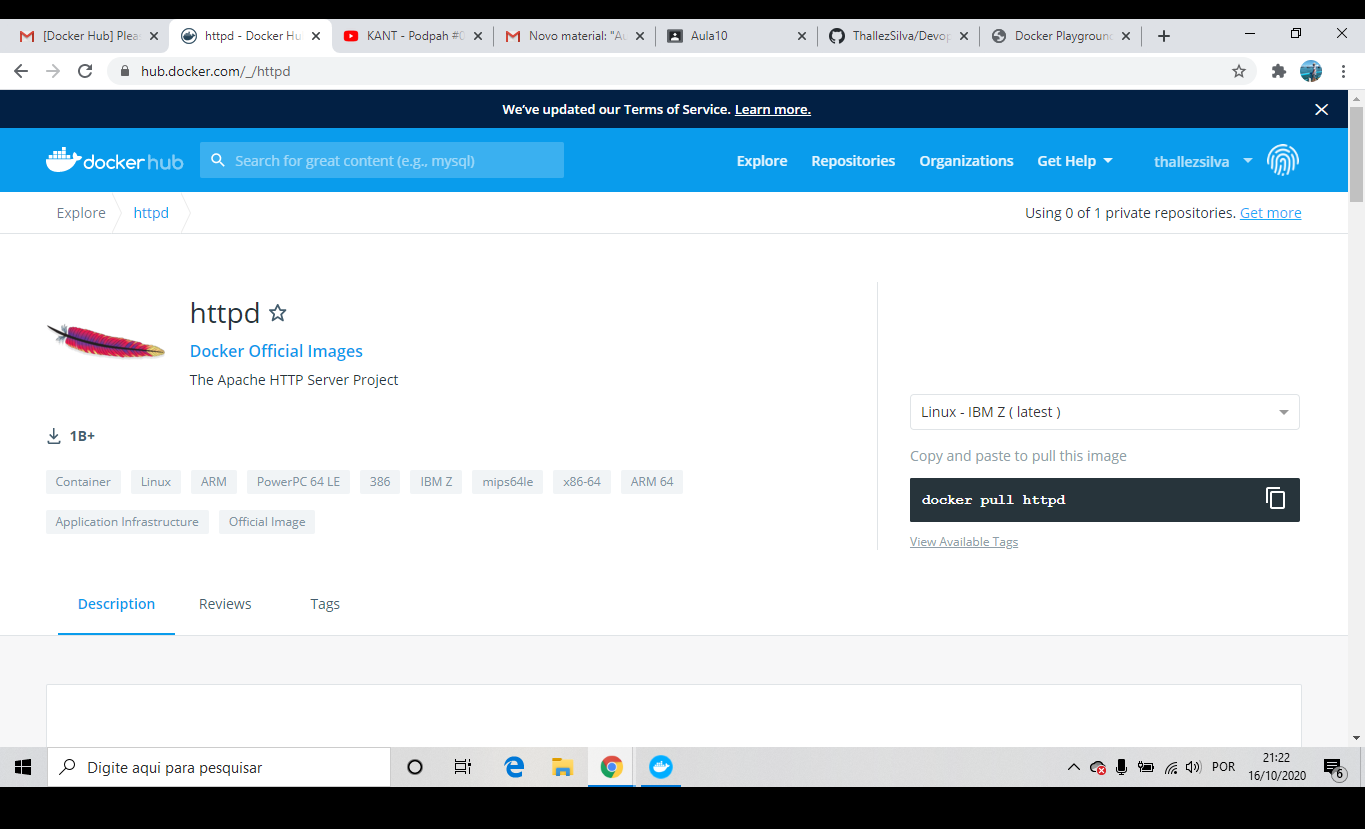 [Docker Hub] Plea
httpd - Docker Hu
KANT - Podpah #0
Novo material: "Au
Aula10
ThallezSilva/Devop
Docker Playground
hub.docker.com/_/httpd
We've updated our Terms of Service. Learn more.
docker hub
Search for great content (e.g., mysql)
Explore
Repositories
Organizations
Get Help
thallezsilva
Explore
httpd
Using 0 of 1 private repositories. Get more
httpd
Docker Official Images
The Apache HTTP Server Project
1B+
Container
Linux
ARM
PowerPC 64 LE
386
IBM Z
mips64le
x86-64
ARM 64
Application Infrastructure
Official Image
Linux - IBM Z ( latest )
Copy and paste to pull this image
docker pull httpd
View Available Tags
Description
Reviews
Tags
Digite aqui para pesquisar
POR
21:22
16/10/2020
6